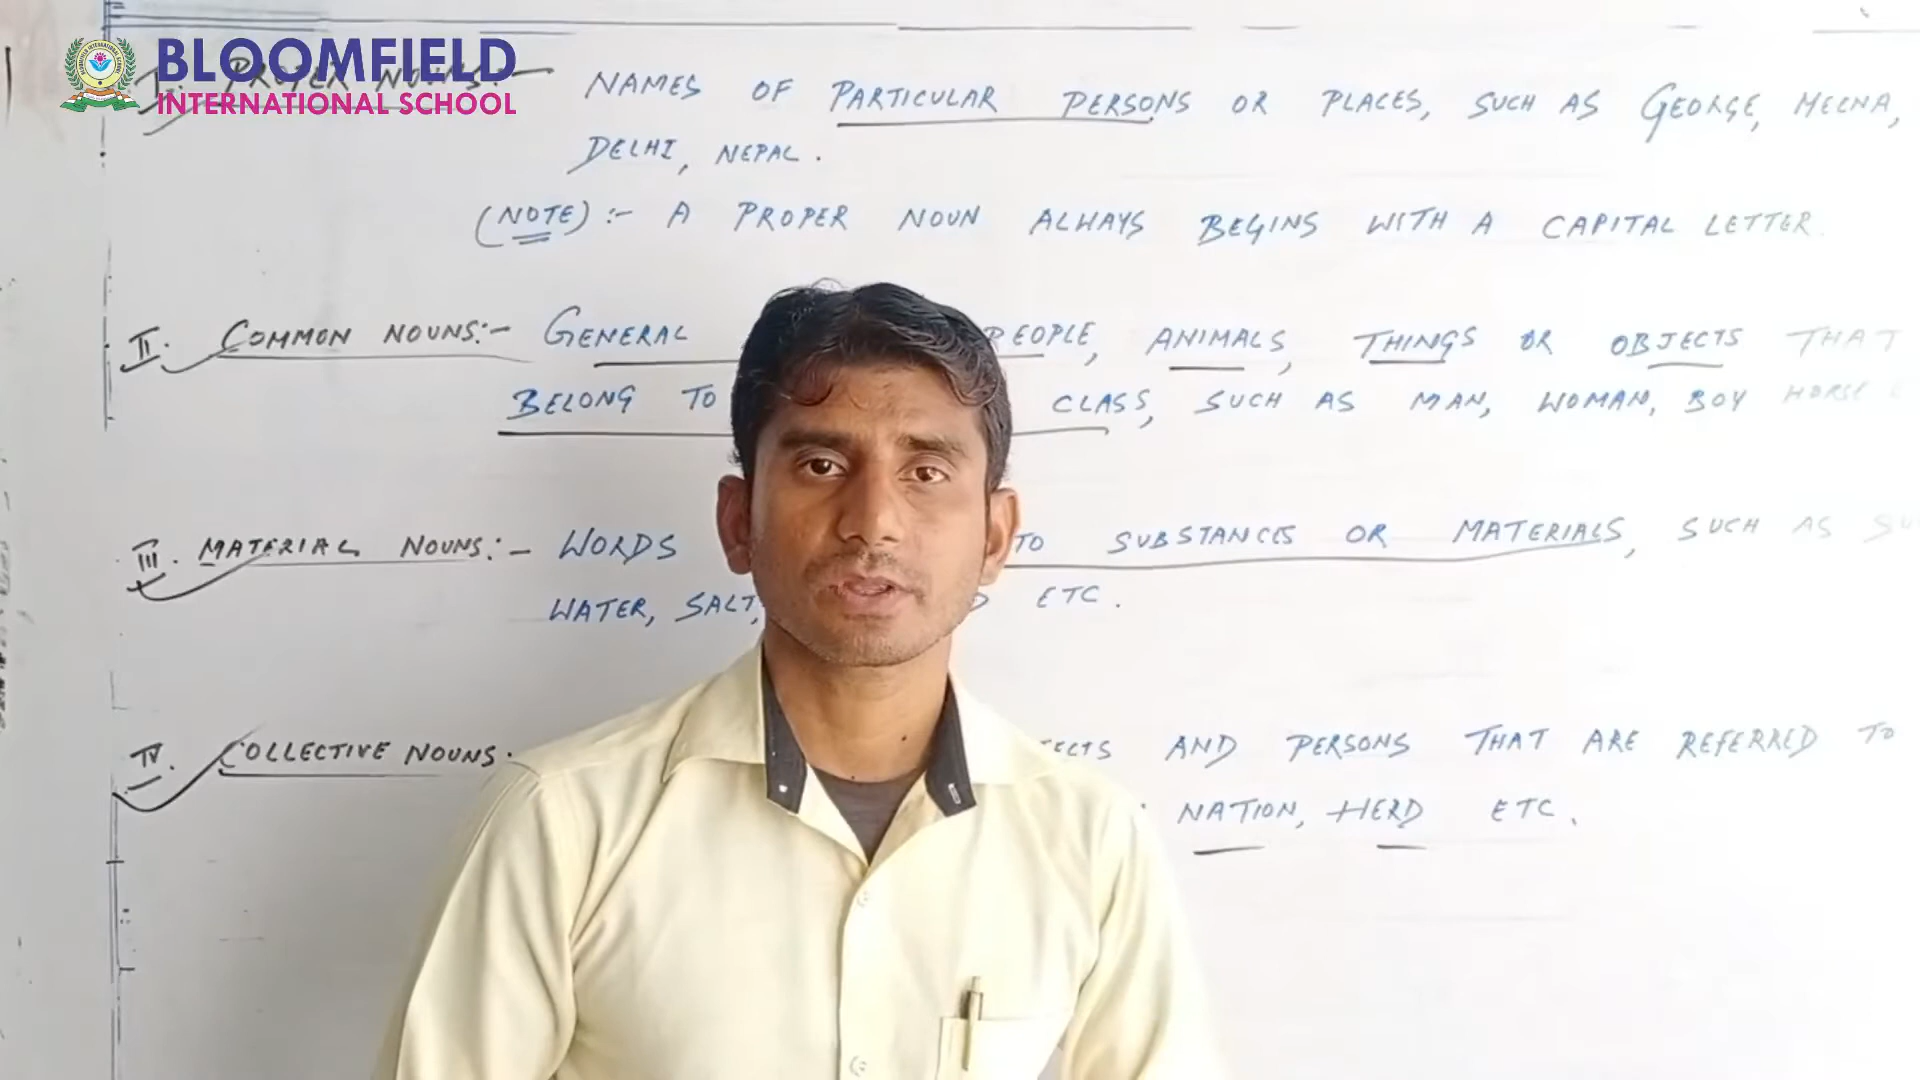 BLOOMFIELD
INTERNATIONAL SCHOOL
I. PROPER NOUNS:- NAMES OF PARTICULAR PERSONS OR PLACES, SUCH AS GEORGE, MEENA,
DELHI, NEPAL.
(NOTE):- A PROPER NOUN ALWAYS BEGINS WITH A CAPITAL LETTER.
II. COMMON NOUNS:- GENERAL PEOPLE, ANIMALS, THINGS OR OBJECTS THAT
BELONG TO CLASS, SUCH AS MAN, WOMAN, BOY HORSE
III. MATERIAL NOUNS:- WORDS TO SUBSTANCES OR MATERIALS, SUCH AS
WATER, SALT, ETC.
IV. COLLECTIVE NOUNS AND PERSONS THAT ARE REFERRED TO
NATION, HERD ETC.